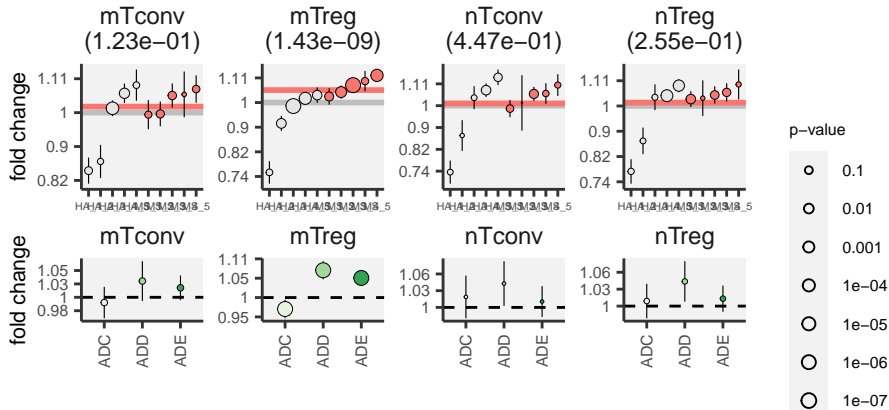 mTconv
(1.23e−01)
mTreg
(1.43e−09)
nTconv
(4.47e−01)
nTreg
(2.55e−01)
fold change
1.11
1
0.9
0.82
1.11
1
0.9
0.82
0.74
1.11
1
0.9
0.82
0.74
1.11
1
0.9
0.82
0.74
mTconv
mTreg
nTconv
nTreg
fold change
1.05
1.03
1
0.98
1.11
1.05
1
0.95
1.06
1.03
1
1.06
1.03
1
ADC
ADD
ADE
ADC
ADD
ADE
ADC
ADD
ADE
ADC
ADD
ADE
p−value
0.1
0.01
0.001
1e−04
1e−05
1e−06
1e−07